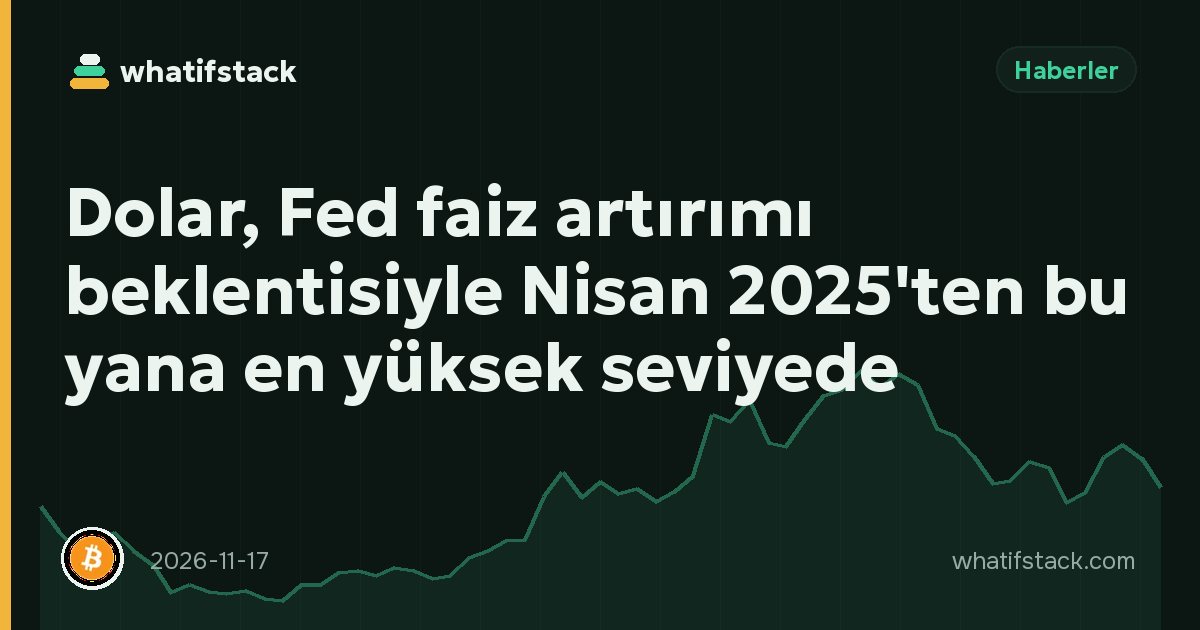 whatifstack
Haberler
Dolar, Fed faiz artırımı
beklentisiyle Nisan 2025'ten bu
yana en yüksek seviyede
2026-11-17
whatifstack.com